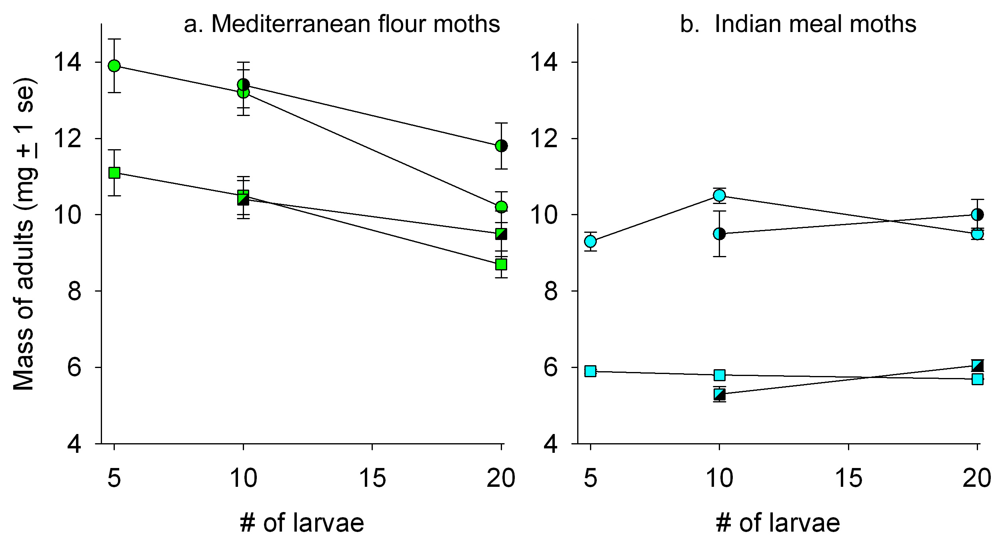 a. Mediterranean flour moths
b. Indian meal moths
Mass of adults (mg ± 1 se)
14
12
10
8
6
4
5 10 15 20
# of larvae
14
12
10
8
6
4
5 10 15 20
# of larvae